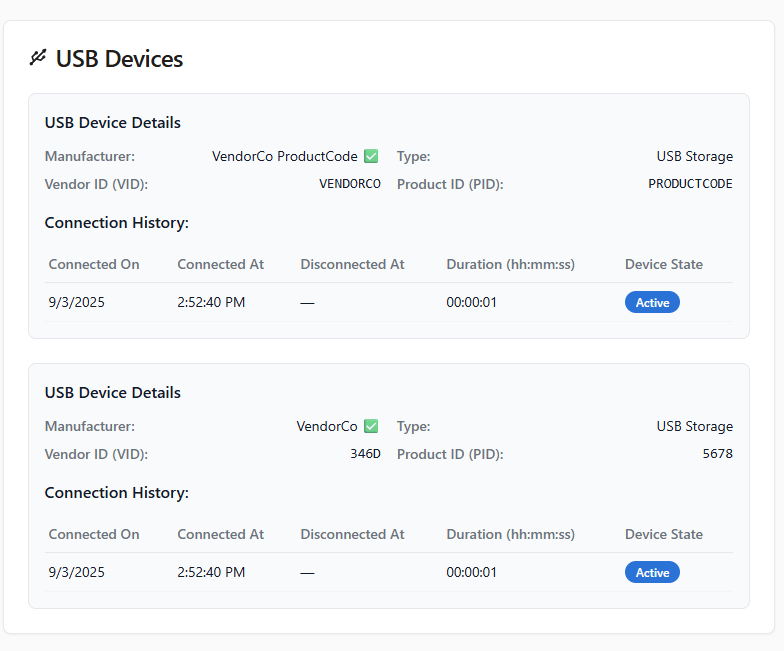 USB Devices
USB Device Details
Manufacturer: VendorCo ProductCode ✅ Type: USB Storage
Vendor ID (VID): VENDORCO Product ID (PID): PRODUCTCODE
Connection History:
Connected On Connected At Disconnected At Duration (hh:mm:ss) Device State
9/3/2025 2:52:40 PM — 00:00:01 Active
USB Device Details
Manufacturer: VendorCo ✅ Type: USB Storage
Vendor ID (VID): 346D Product ID (PID): 5678
Connection History:
Connected On Connected At Disconnected At Duration (hh:mm:ss) Device State
9/3/2025 2:52:40 PM — 00:00:01 Active